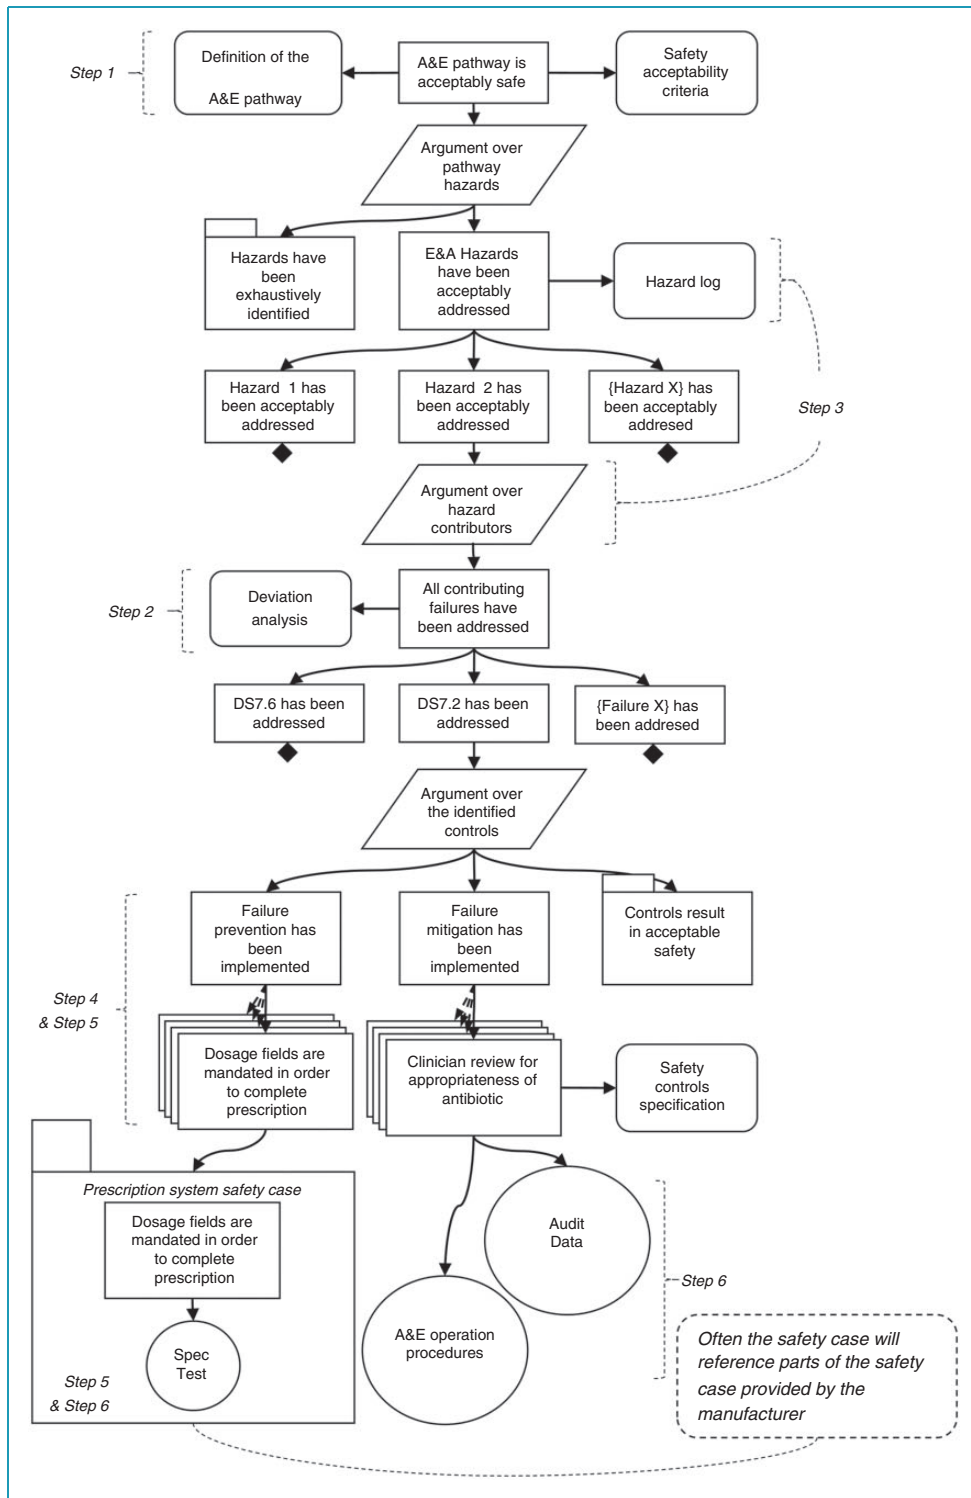 Step 1
Definition of the
A&E pathway
A&E pathway is
acceptably safe
Safety
acceptability
criteria
Argument over
pathway
hazards
Hazards have
been
exhaustively
identified
E&A Hazards
have been
acceptably
addressed
Hazard log
Hazard 1 has
been acceptably
addressed
Hazard 2 has
been acceptably
addressed
{Hazard X} has
been acceptably
addresed
Step 3
Argument over
hazard
contributors
Step 2
Deviation
analysis
All contributing
failures have
been addressed
DS7.6 has been
addressed
DS7.2 has been
addressed
{Failure X} has
been addresed
Argument over
the identified
controls
Failure
prevention has
been
implemented
Failure
mitigation has
been
implemented
Controls result
in acceptable
safety
Step 4
& Step 5
Dosage fields are
mandated in order
to complete
prescription
Clinician review for
appropriateness of
antibiotic
Safety
controls
specification
Prescription system safety case
Dosage fields are
mandated in order
to complete
prescription
Spec
Test
Step 5
& Step 6
Audit
Data
A&E operation
procedures
Step 6
Often the safety case will
reference parts of the safety
case provided by the
manufacturer